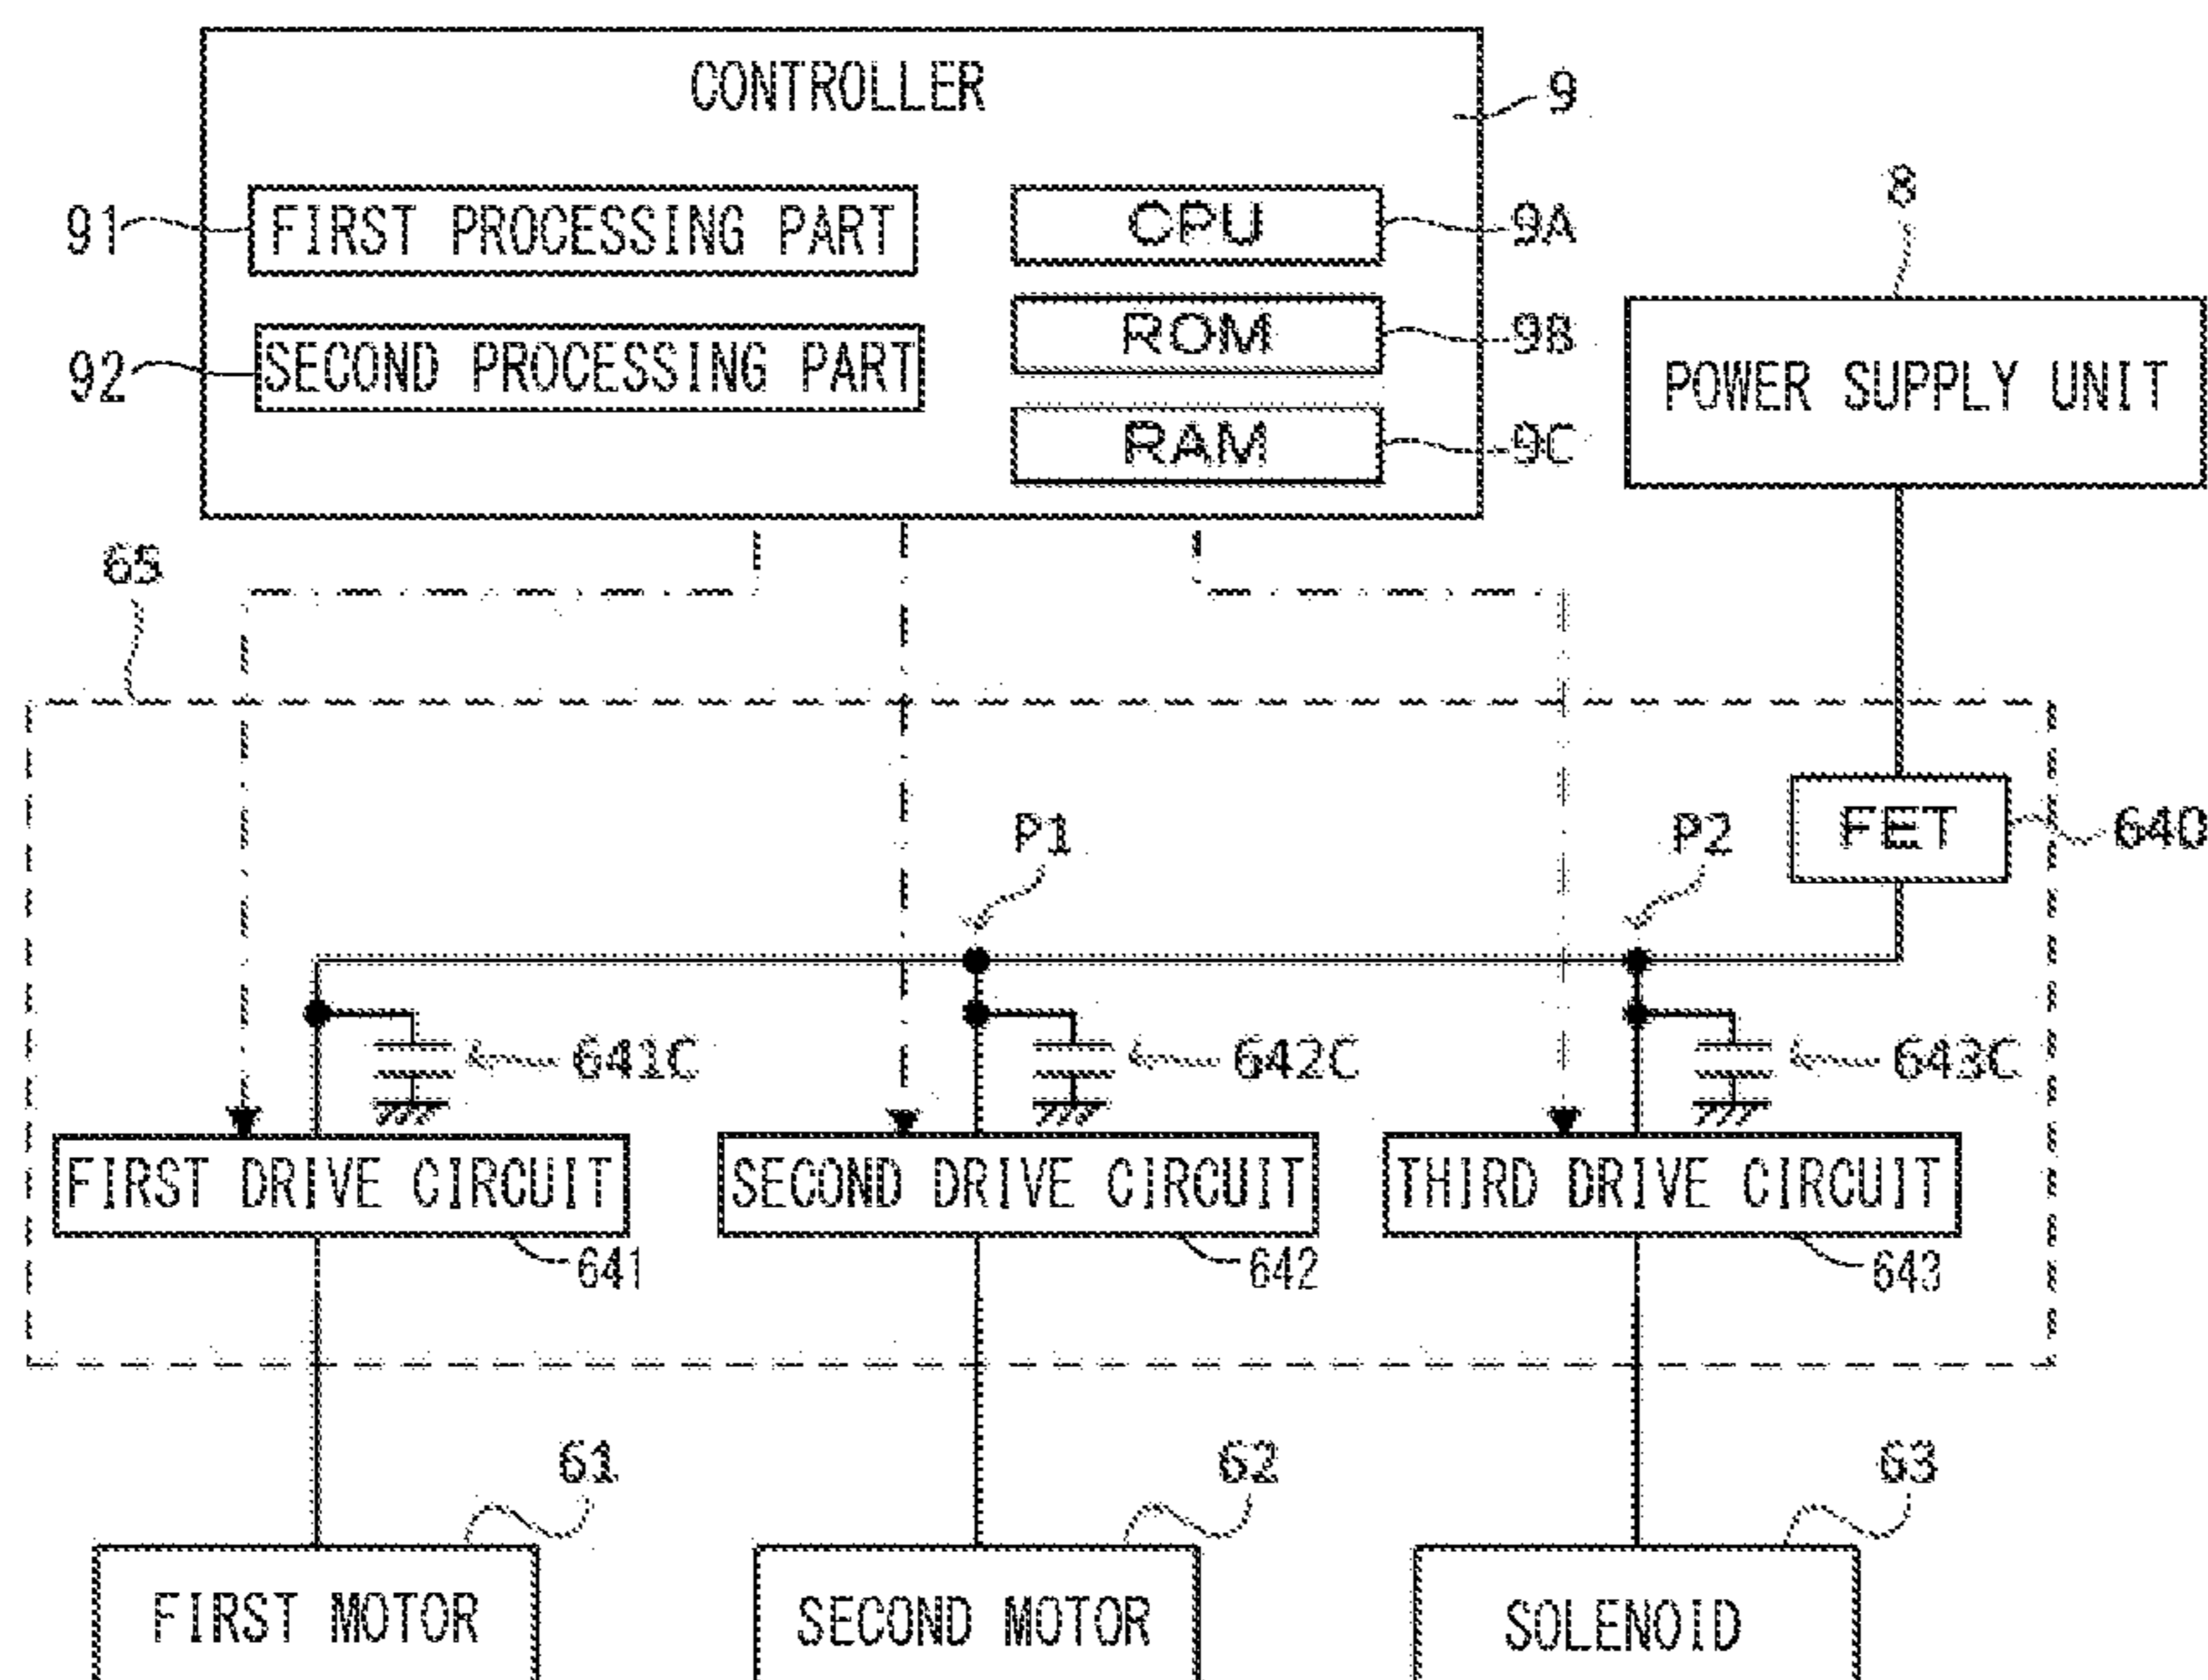 CONTROLLER
9
8
91
FIRST PROCESSING PART
CPU
9A
92
SECOND PROCESSING PART
ROM
9B
RAM
9C
POWER SUPPLY UNIT
65
P1
P2
FET
640
641C
642C
643C
FIRST DRIVE CIRCUIT
SECOND DRIVE CIRCUIT
THIRD DRIVE CIRCUIT
641
642
643
61
62
63
FIRST MOTOR
SECOND MOTOR
SOLENOID